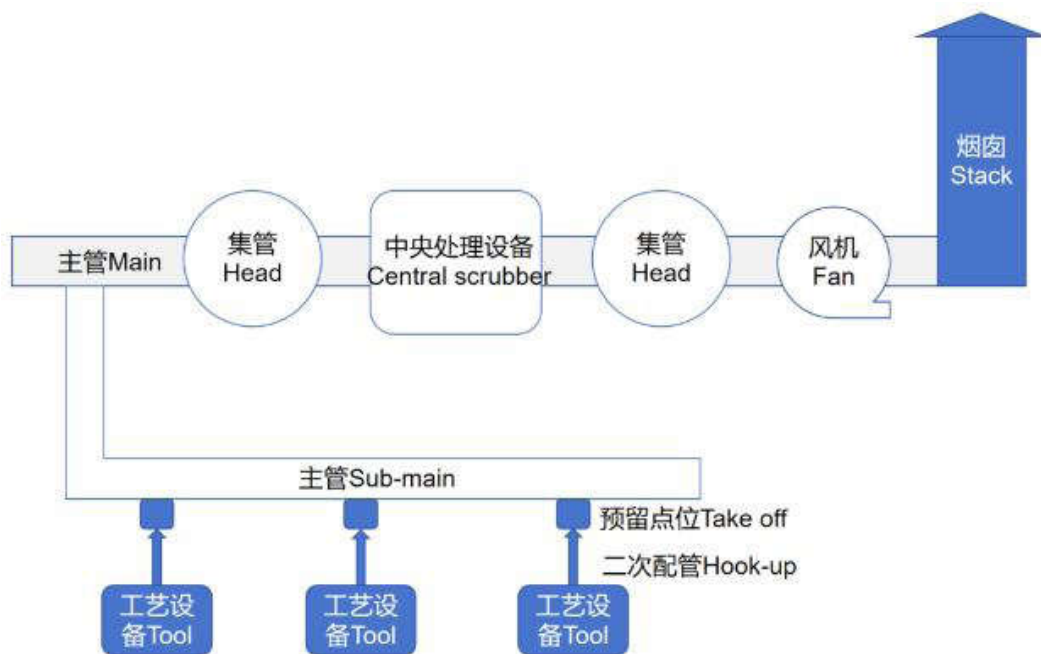 烟囱
Stack
集管
Head
中央处理设备
Central scrubber
集管
Head
风机
Fan
主管Main
主管Sub-main
预留点位Take off
二次配管Hook-up
工艺设
备Tool
工艺设
备Tool
工艺设
备Tool